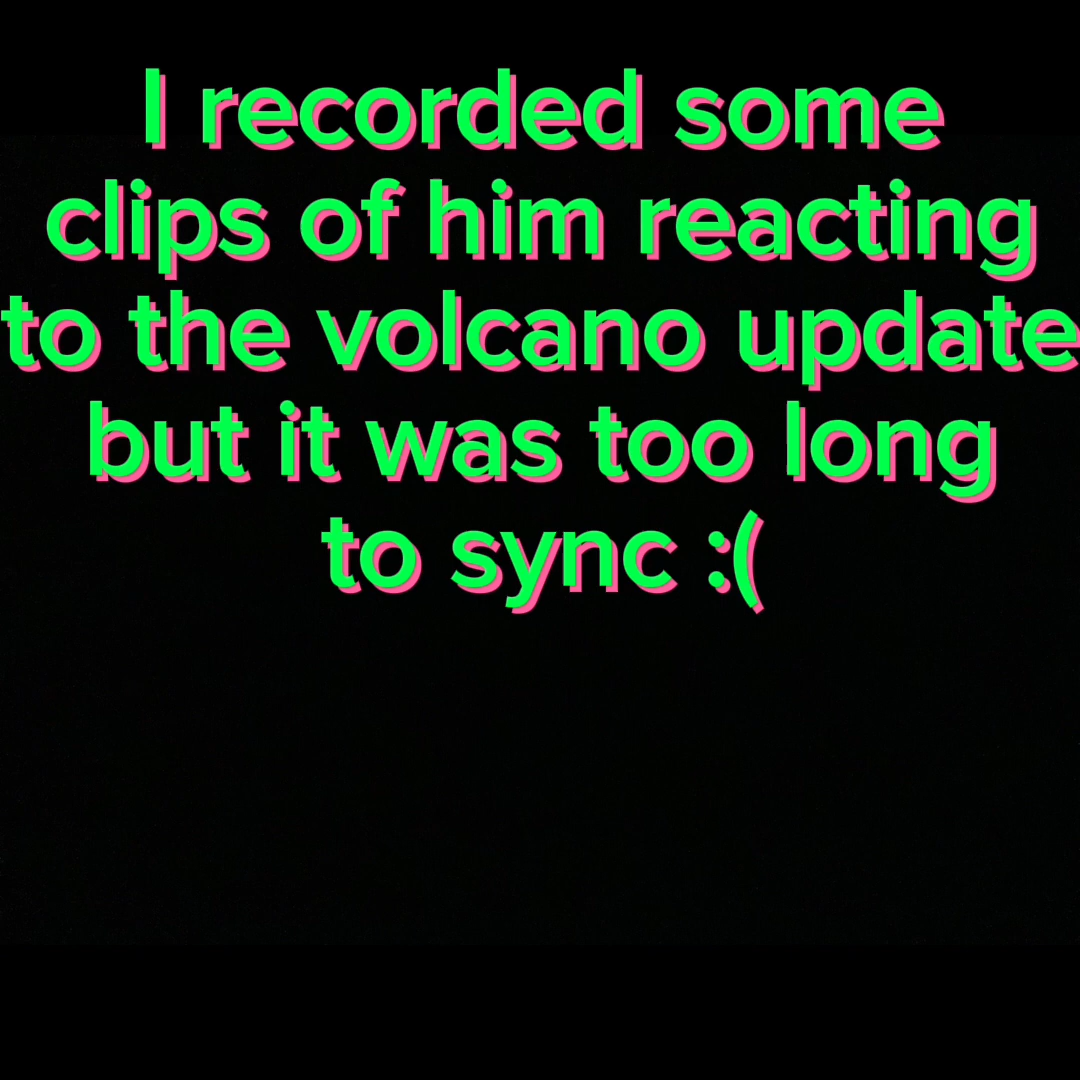 I recorded some
clips of him reacting
to the volcano update
but it was too long
to sync :(